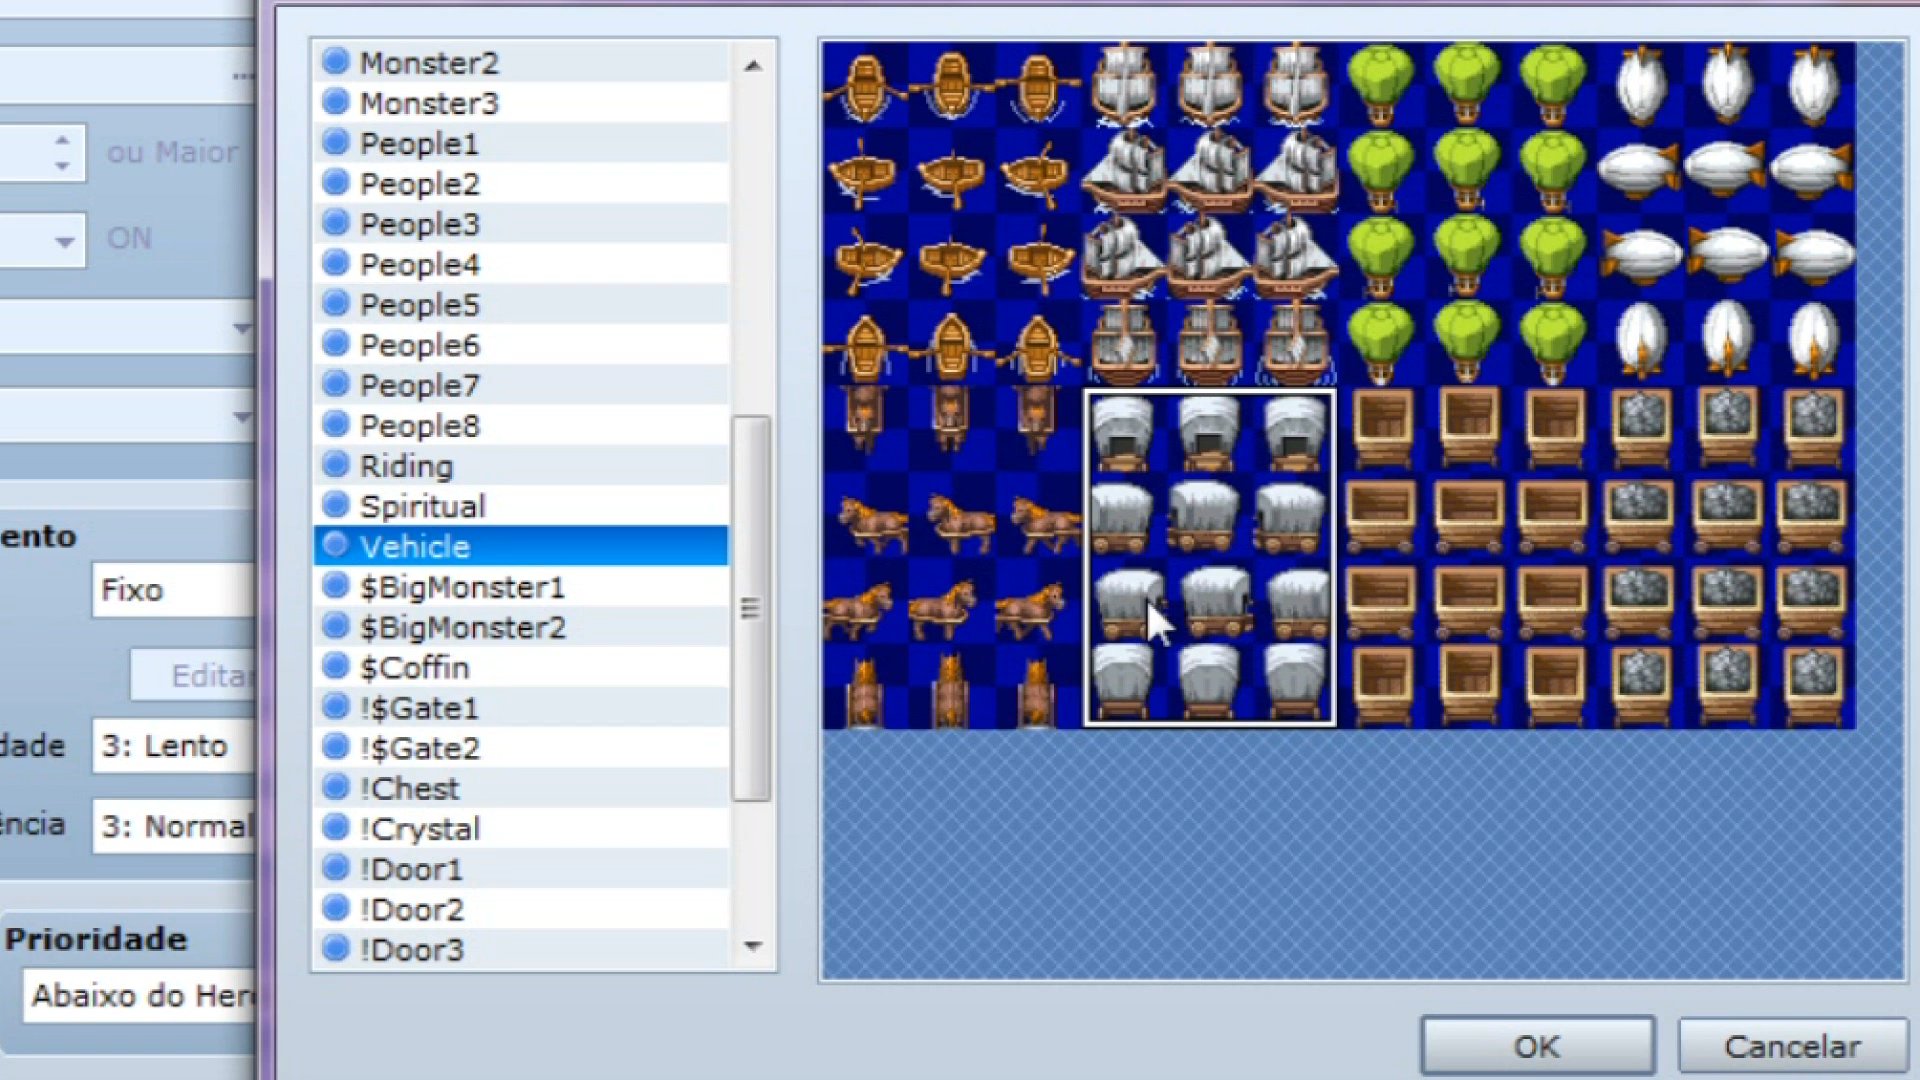 ...
ou Maior
ON
ento
Fixo
Editar
dade
3: Lento
ência
3: Normal
Prioridade
Abaixo do Her
Monster2
Monster3
People1
People2
People3
People4
People5
People6
People7
People8
Riding
Spiritual
Vehicle
$BigMonster1
$BigMonster2
$Coffin
!$Gate1
!$Gate2
!Chest
!Crystal
!Door1
!Door2
!Door3
OK
Cancelar